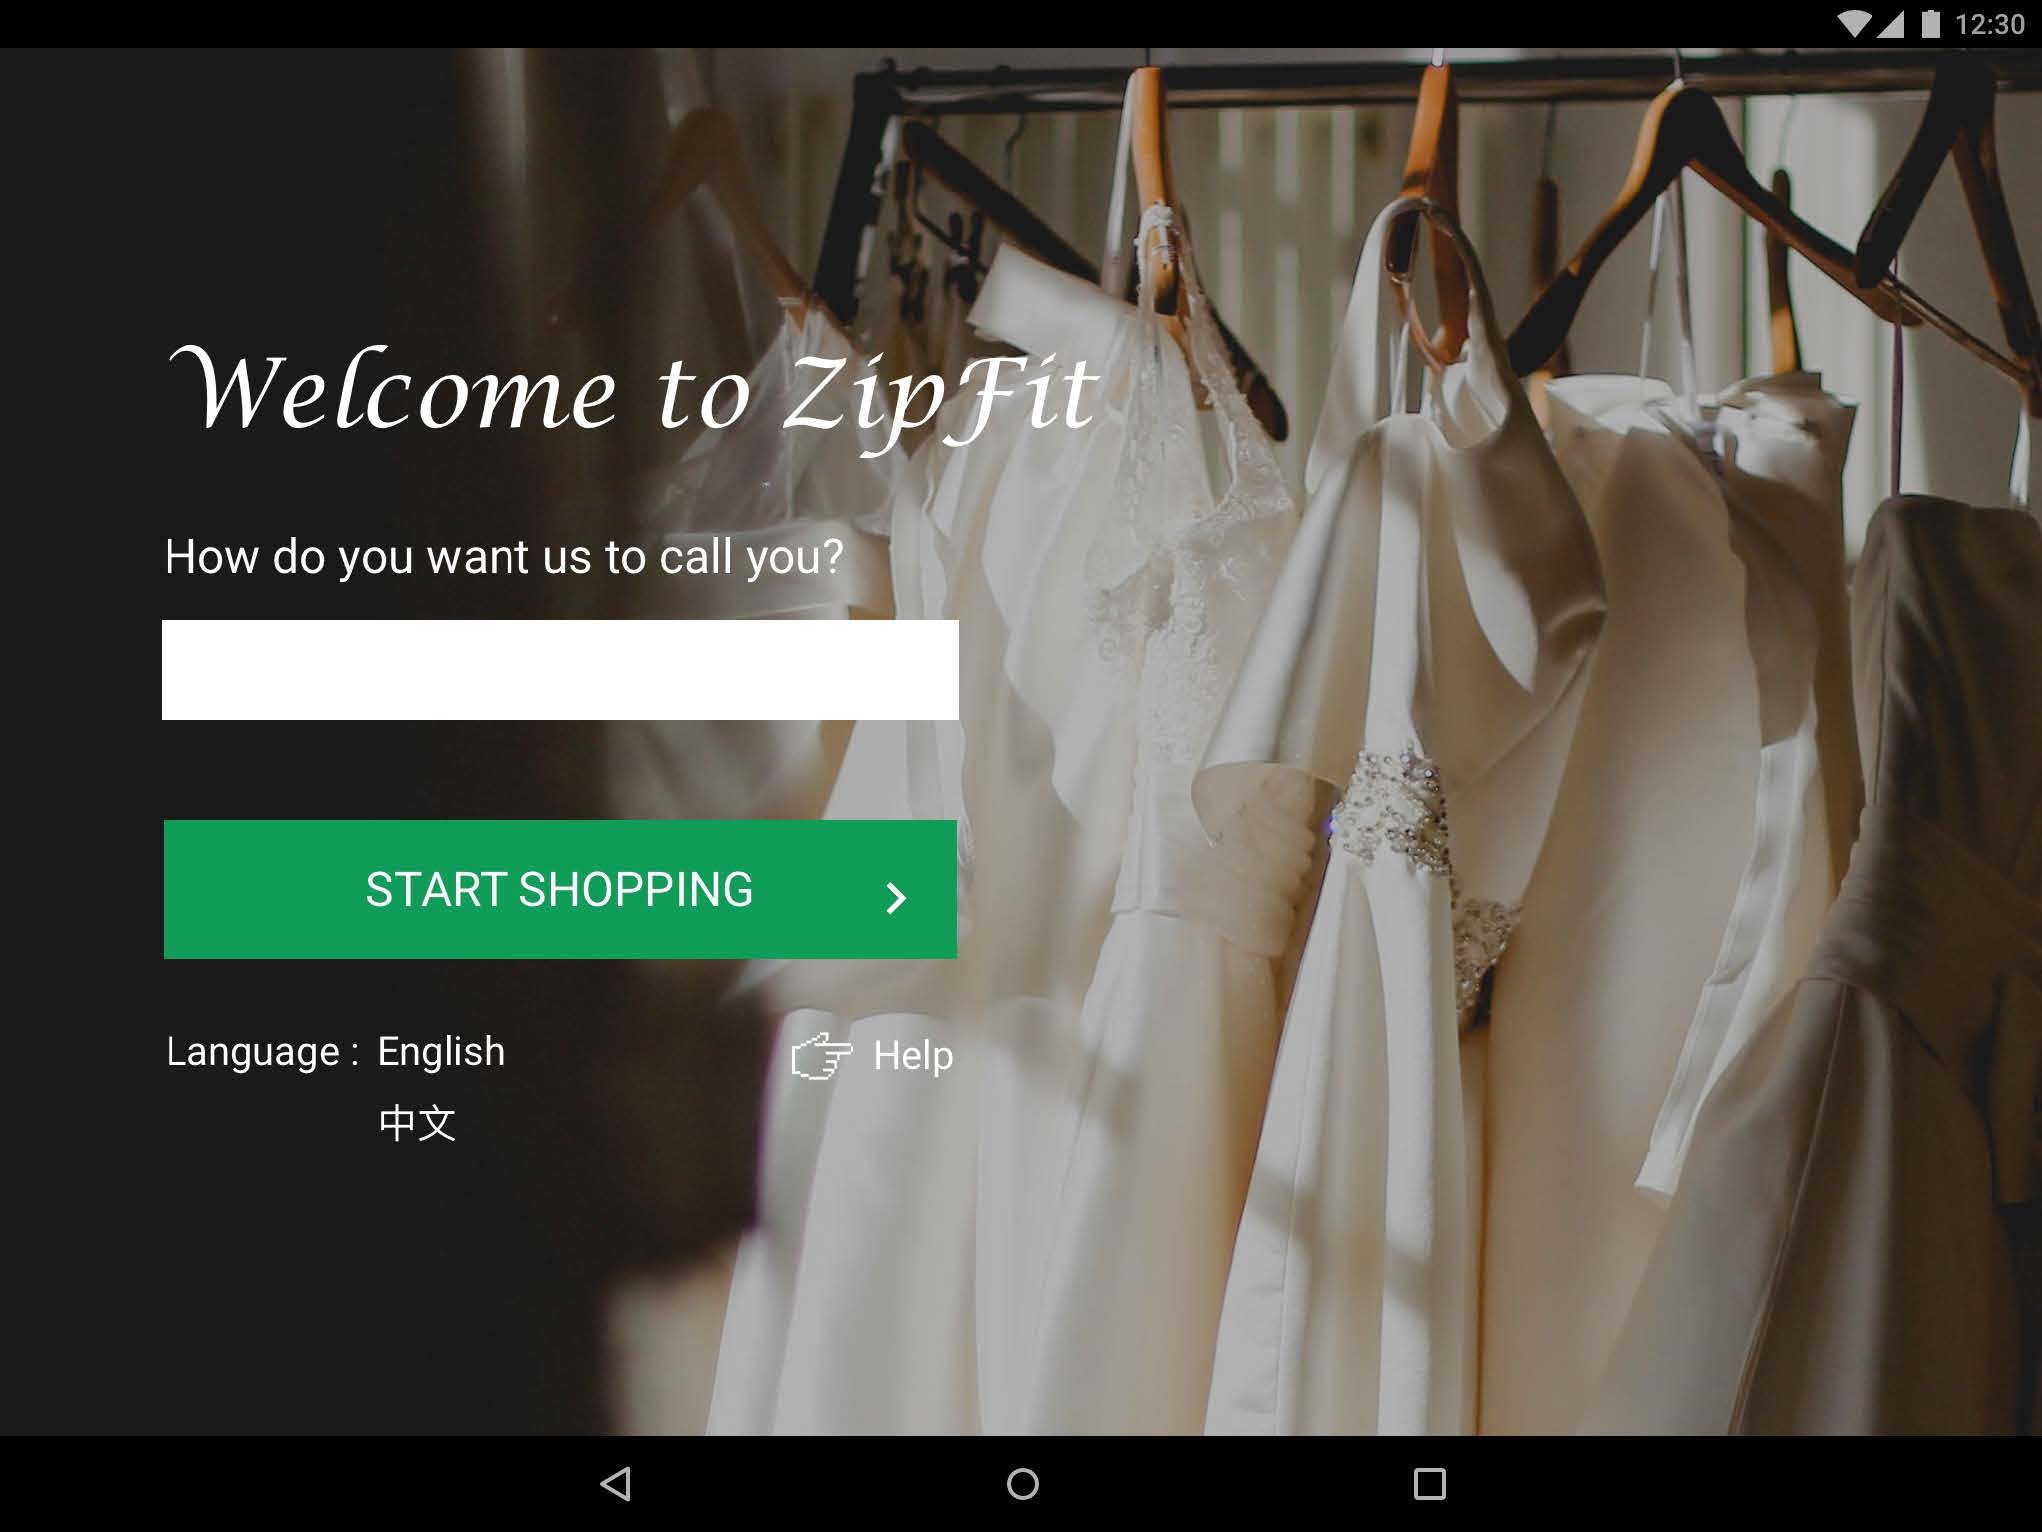 12:30
Welcome to ZipFit
How do you want us to call you?
START SHOPPING
Language : English
Help
中文